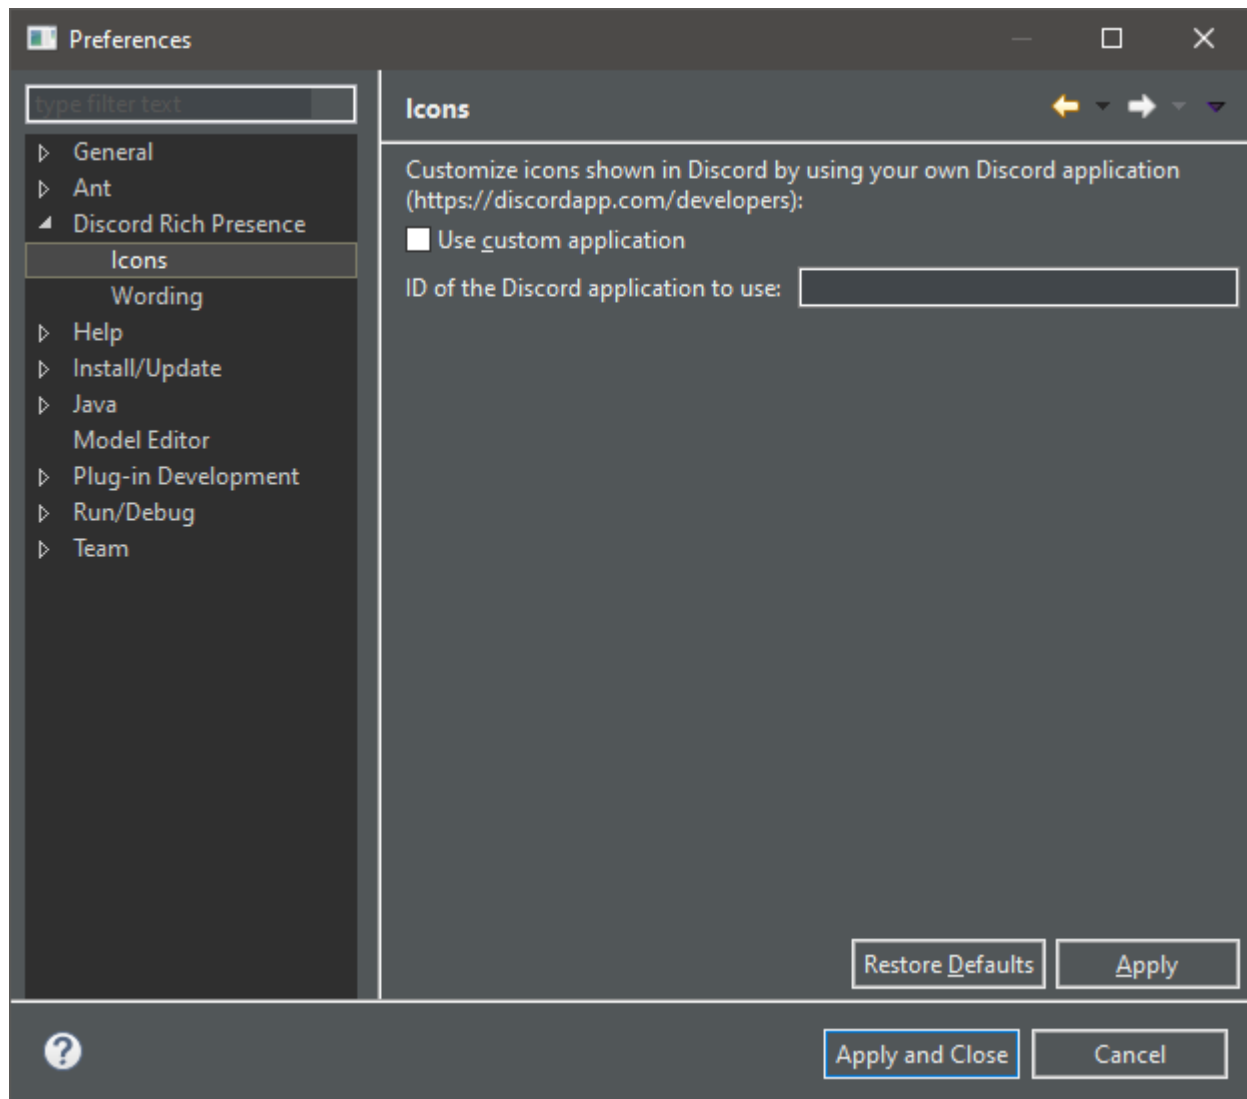 Preferences
type filter text
General
Ant
Discord Rich Presence
Icons
Wording
Help
Install/Update
Java
Model Editor
Plug-in Development
Run/Debug
Team
Icons
Customize icons shown in Discord by using your own Discord application
(https://discordapp.com/developers):
Use custom application
ID of the Discord application to use:
Restore Defaults
Apply
Apply and Close
Cancel